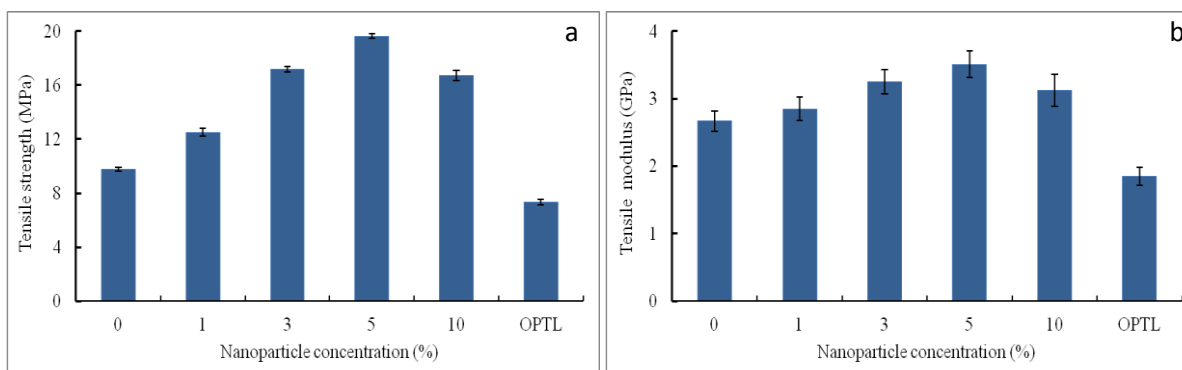 a
20
16
12
8
4
0
Tensile strength (MPa)
0 1 3 5 10 OPTL
Nanoparticle concentration (%)
b
4
3
2
1
0
Tensile modulus (GPa)
0 1 3 5 10 OPTL
Nanoparticle concentration (%)